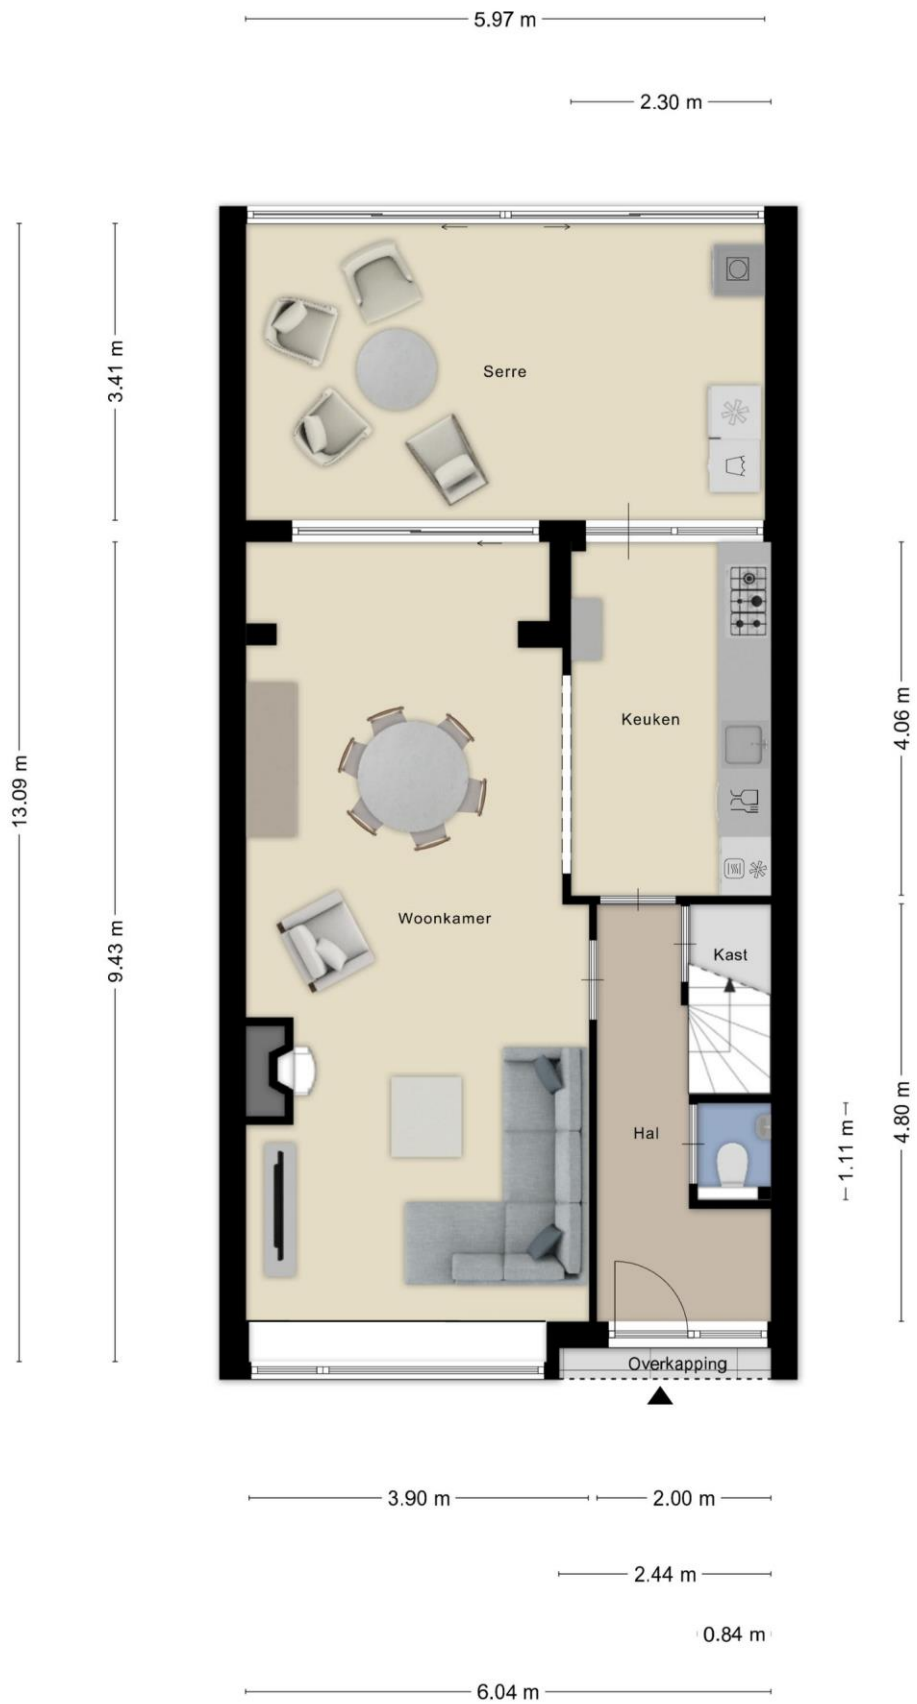 5.97 m
2.30 m
3.41 m
Serre
13.09 m
9.43 m
4.06 m
Keuken
Woonkamer
Kast
Hal
1.11 m
4.80 m
Overkapping
3.90 m
2.00 m
2.44 m
0.84 m
6.04 m